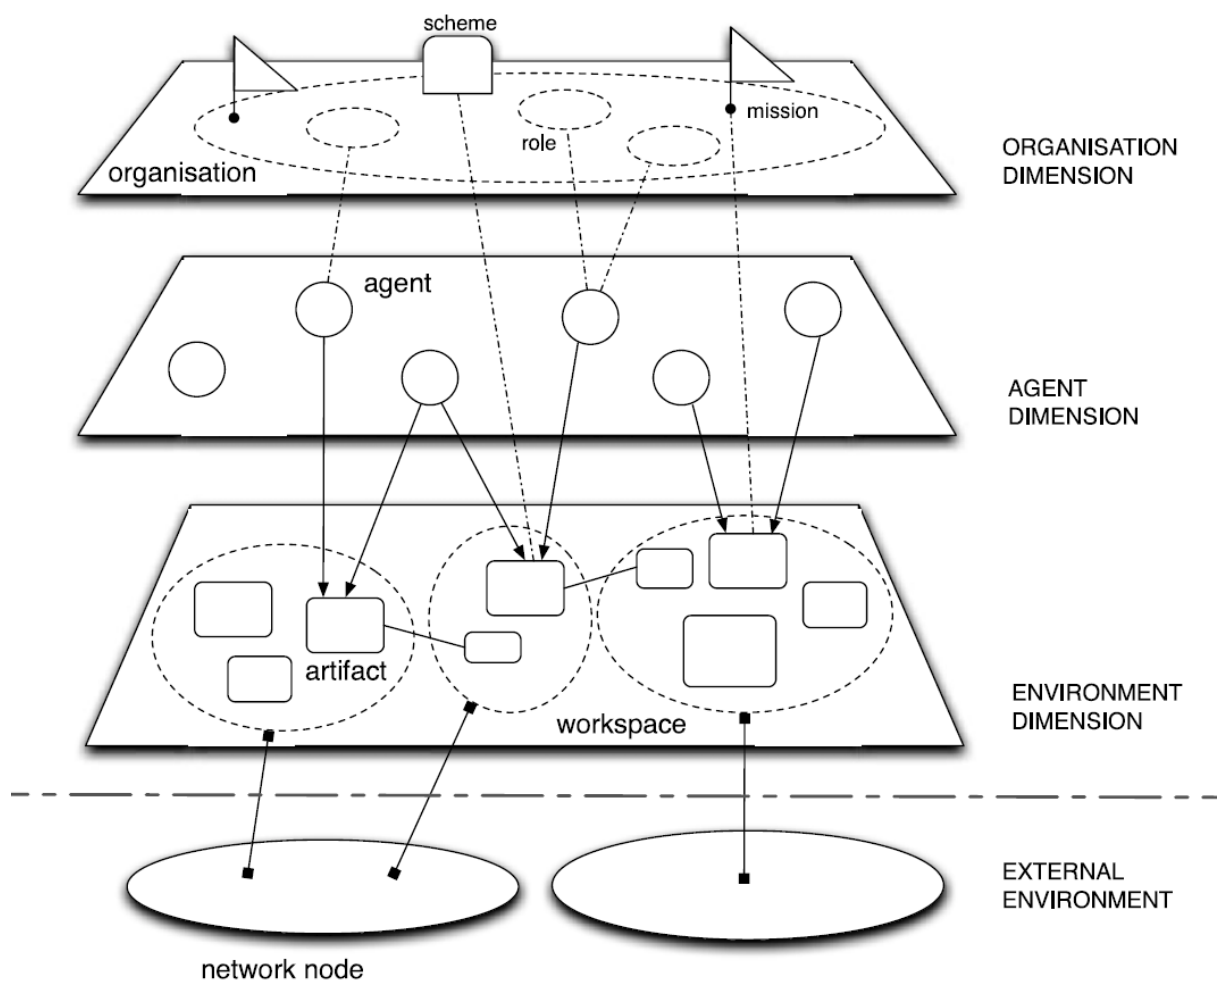 scheme
mission
role
organisation
ORGANISATION
DIMENSION
agent
AGENT
DIMENSION
artifact
workspace
ENVIRONMENT
DIMENSION
EXTERNAL
ENVIRONMENT
network node